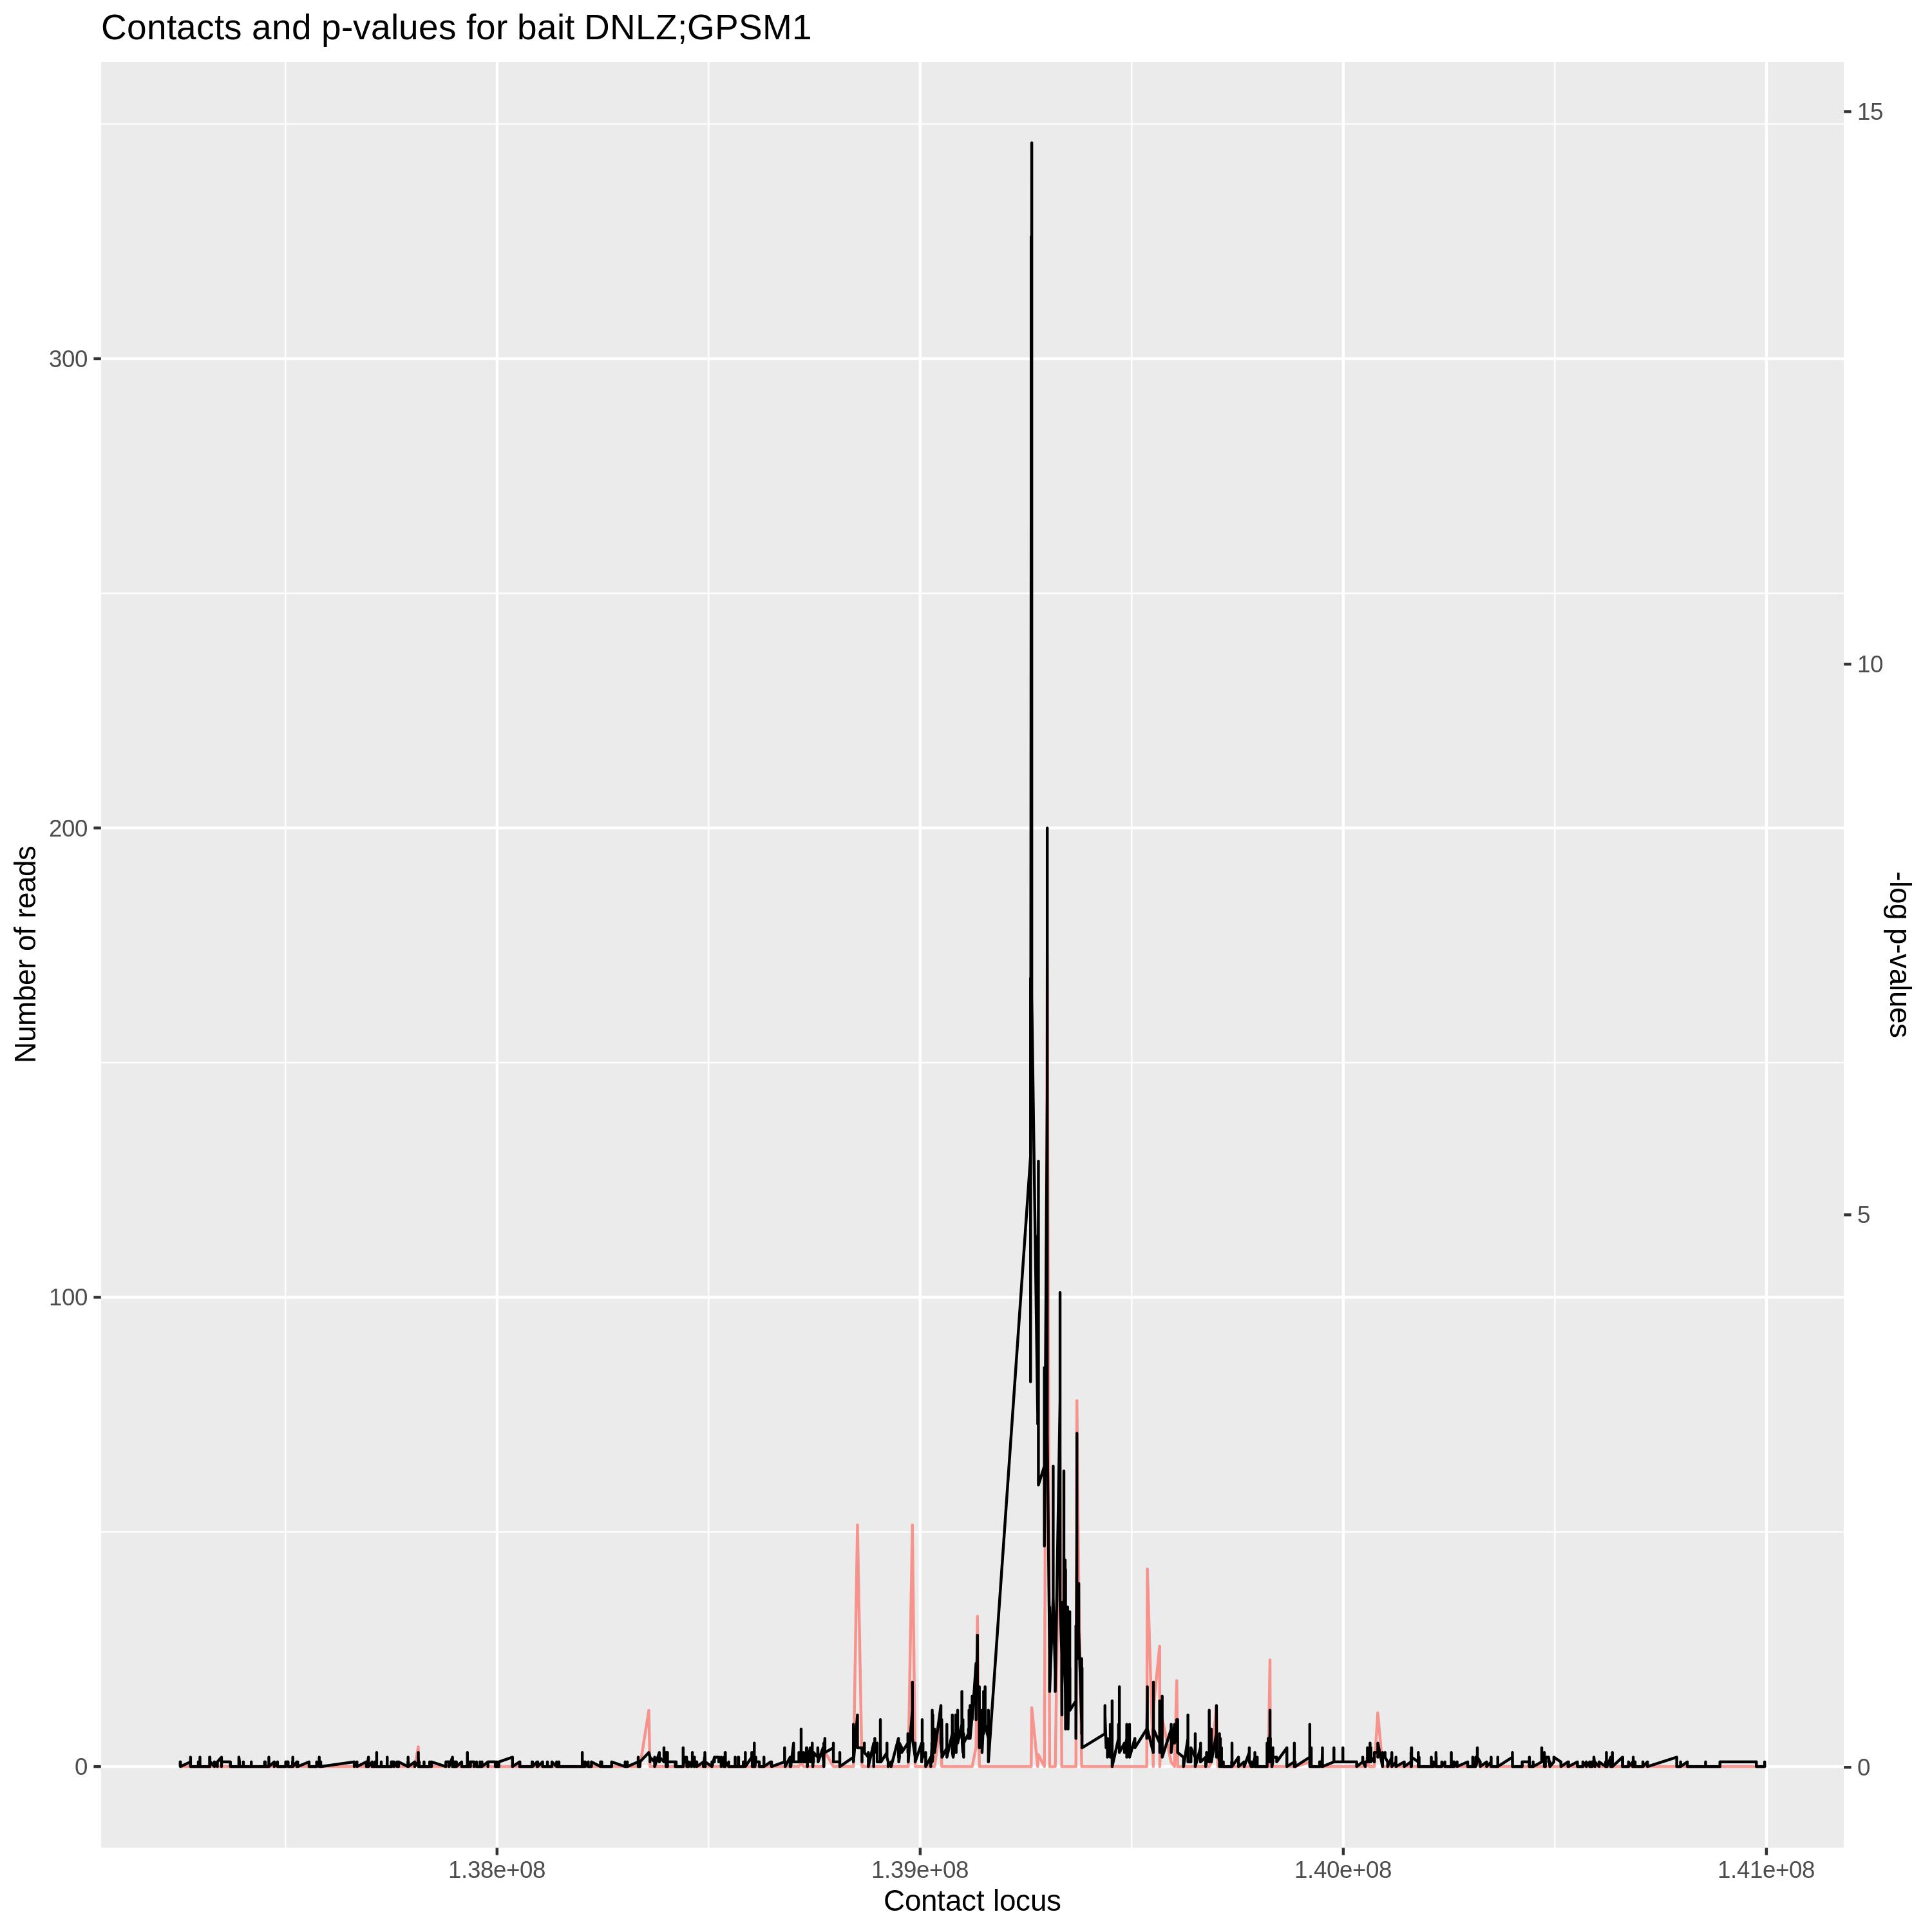 Contacts and p-values for bait DNLZ;GPSM1
Number of reads
300
200
100
0
15
10
5
0
-log p-values
1.38e+08 1.39e+08 1.40e+08 1.41e+08
Contact locus